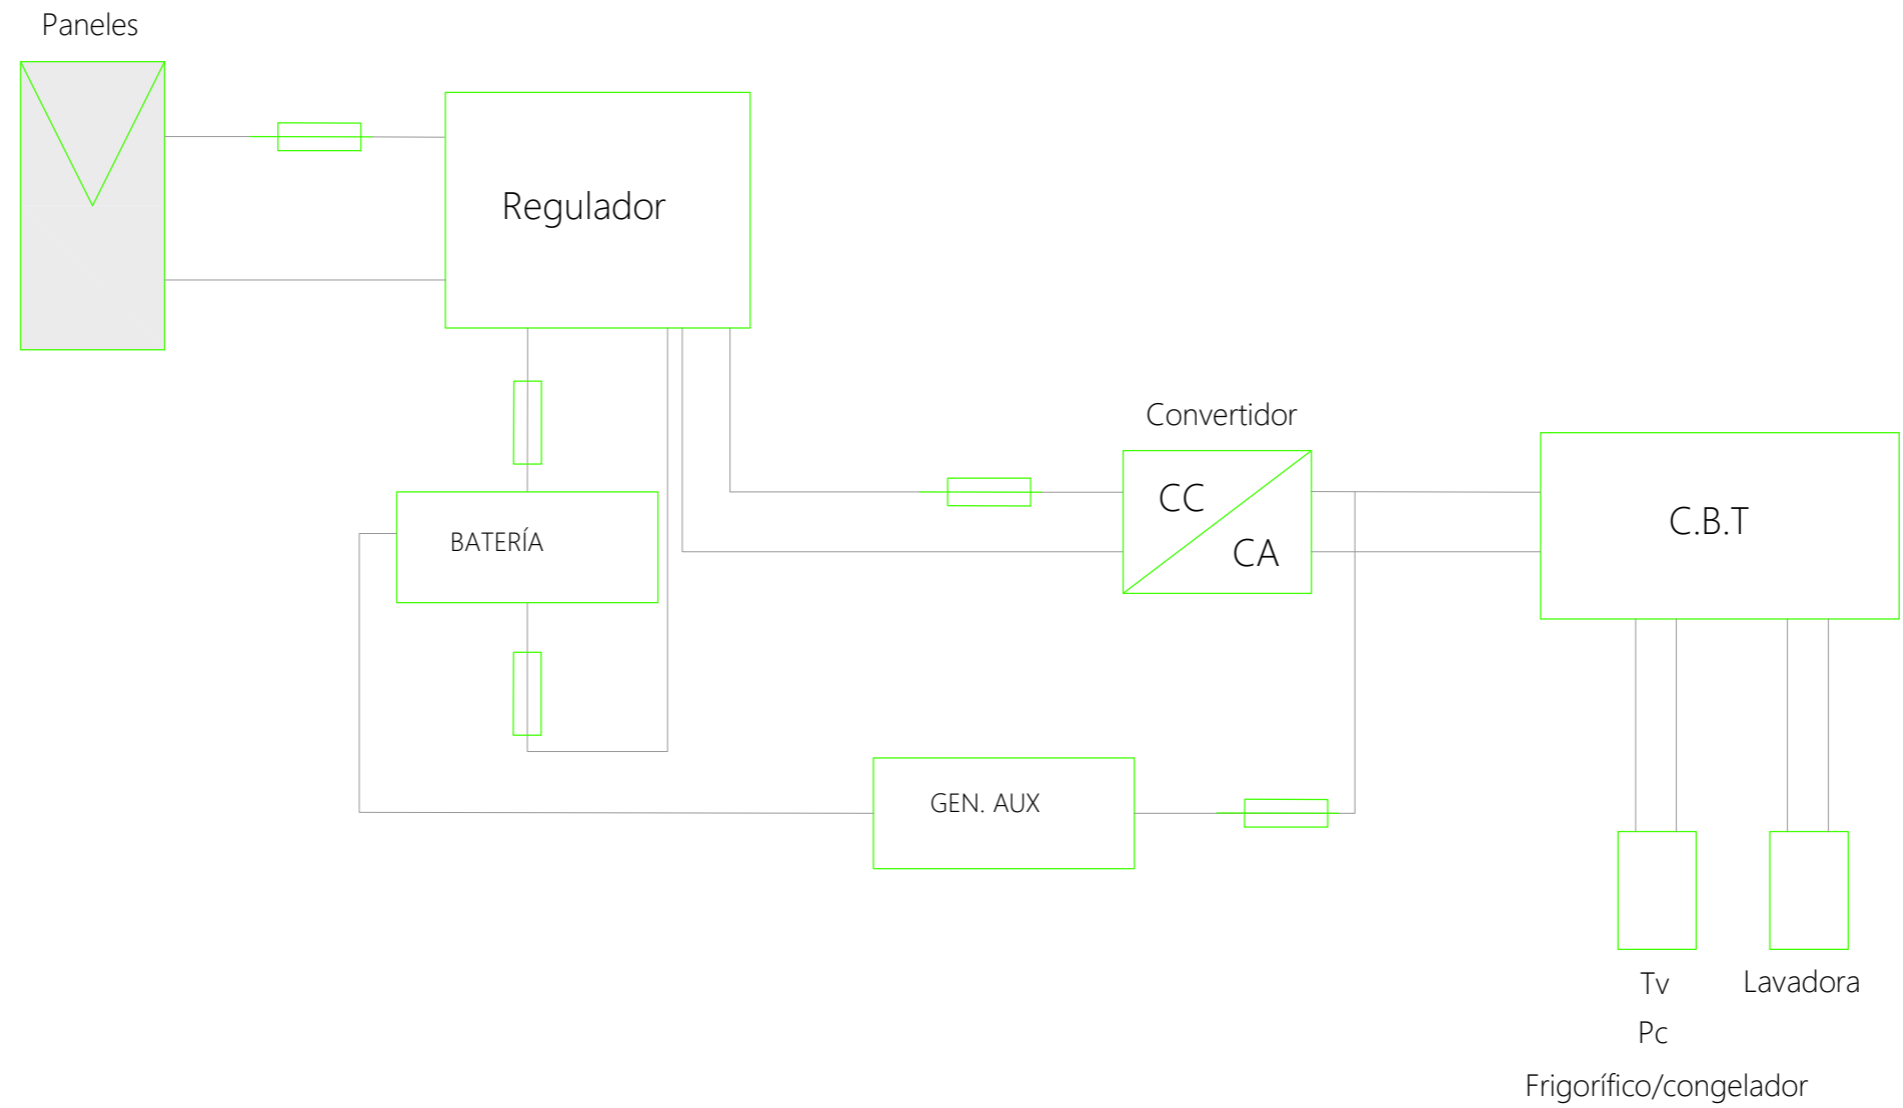 Paneles
Regulador
Convertidor
CC
CA
C.B.T
BATERÍA
GEN. AUX
Tv
Lavadora
Pc
Frigorífico/congelador